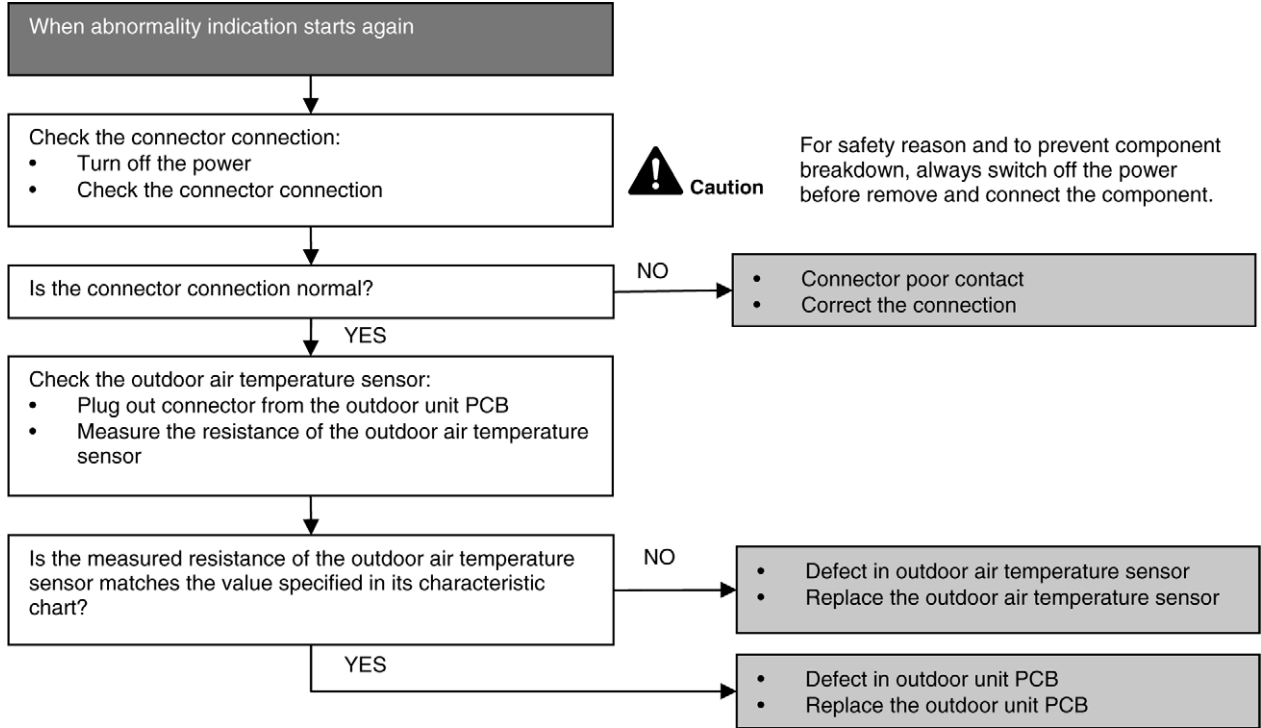 When abnormality indication starts again
Check the connector connection:
• Turn off the power
• Check the connector connection
Caution
For safety reason and to prevent component
breakdown, always switch off the power
before remove and connect the component.
Is the connector connection normal?
NO
• Connector poor contact
• Correct the connection
YES
Check the outdoor air temperature sensor:
• Plug out connector from the outdoor unit PCB
• Measure the resistance of the outdoor air temperature
sensor
Is the measured resistance of the outdoor air temperature
sensor matches the value specified in its characteristic
chart?
NO
• Defect in outdoor air temperature sensor
• Replace the outdoor air temperature sensor
YES
• Defect in outdoor unit PCB
• Replace the outdoor unit PCB